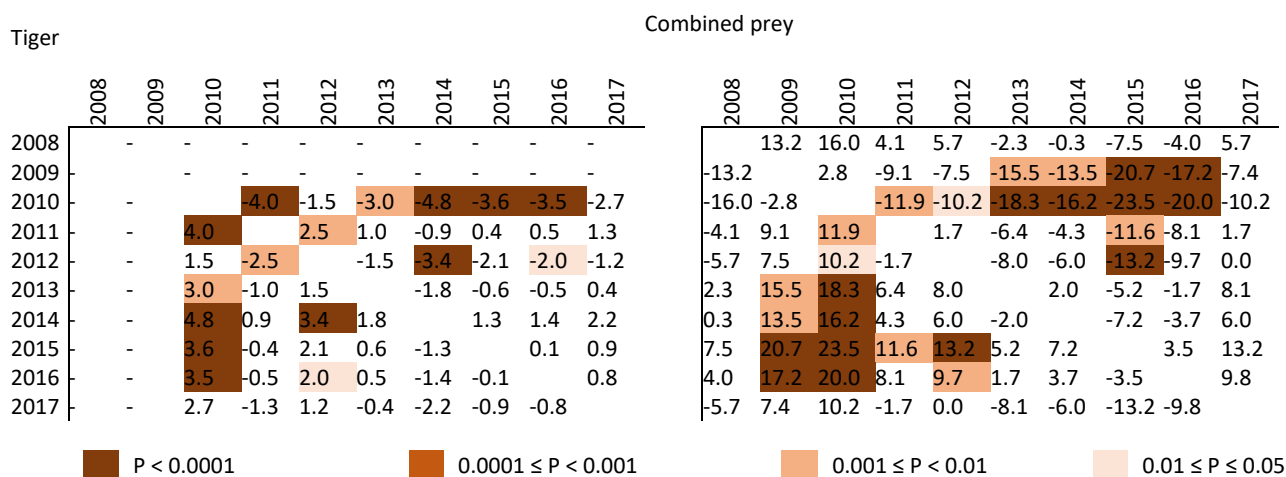 Tiger
2008 2009 2010 2011 2012 2013 2014 2015 2016 2017
2008 - - - - - - - - -
2009 - - - - - - - - -
2010 - - -4.0 -1.5 -3.0 -4.8 -3.6 -3.5 -2.7
2011 - - 4.0 2.5 1.0 -0.9 0.4 0.5 1.3
2012 - - 1.5 -2.5 -1.5 -3.4 -2.1 -2.0 -1.2
2013 - - 3.0 -1.0 1.5 -1.8 -0.6 -0.5 0.4
2014 - - 4.8 0.9 3.4 1.8 1.3 1.4 2.2
2015 - - 3.6 -0.4 2.1 0.6 -1.3 0.1 0.9
2016 - - 3.5 -0.5 2.0 0.5 -1.4 -0.1 0.8
2017 - - 2.7 -1.3 1.2 -0.4 -2.2 -0.9 -0.8
Combined prey
2008 2009 2010 2011 2012 2013 2014 2015 2016 2017
13.2 16.0 4.1 5.7 -2.3 -0.3 -7.5 -4.0 5.7
-13.2 2.8 -9.1 -7.5 -15.5 -13.5 -20.7 -17.2 -7.4
-16.0 -2.8 -11.9 -10.2 -18.3 -16.2 -23.5 -20.0 -10.2
-4.1 9.1 11.9 1.7 -6.4 -4.3 -11.6 -8.1 1.7
-5.7 7.5 10.2 -1.7 -8.0 -6.0 -13.2 -9.7 0.0
2.3 15.5 18.3 6.4 8.0 2.0 -5.2 -1.7 8.1
0.3 13.5 16.2 4.3 6.0 -2.0 -7.2 -3.7 6.0
7.5 20.7 23.5 11.6 13.2 5.2 7.2 3.5 13.2
4.0 17.2 20.0 8.1 9.7 1.7 3.7 -3.5 9.8
-5.7 7.4 10.2 -1.7 0.0 -8.1 -6.0 -13.2 -9.8
P < 0.0001 0.0001 ≤ P < 0.001 0.001 ≤ P < 0.01 0.01 ≤ P ≤ 0.05